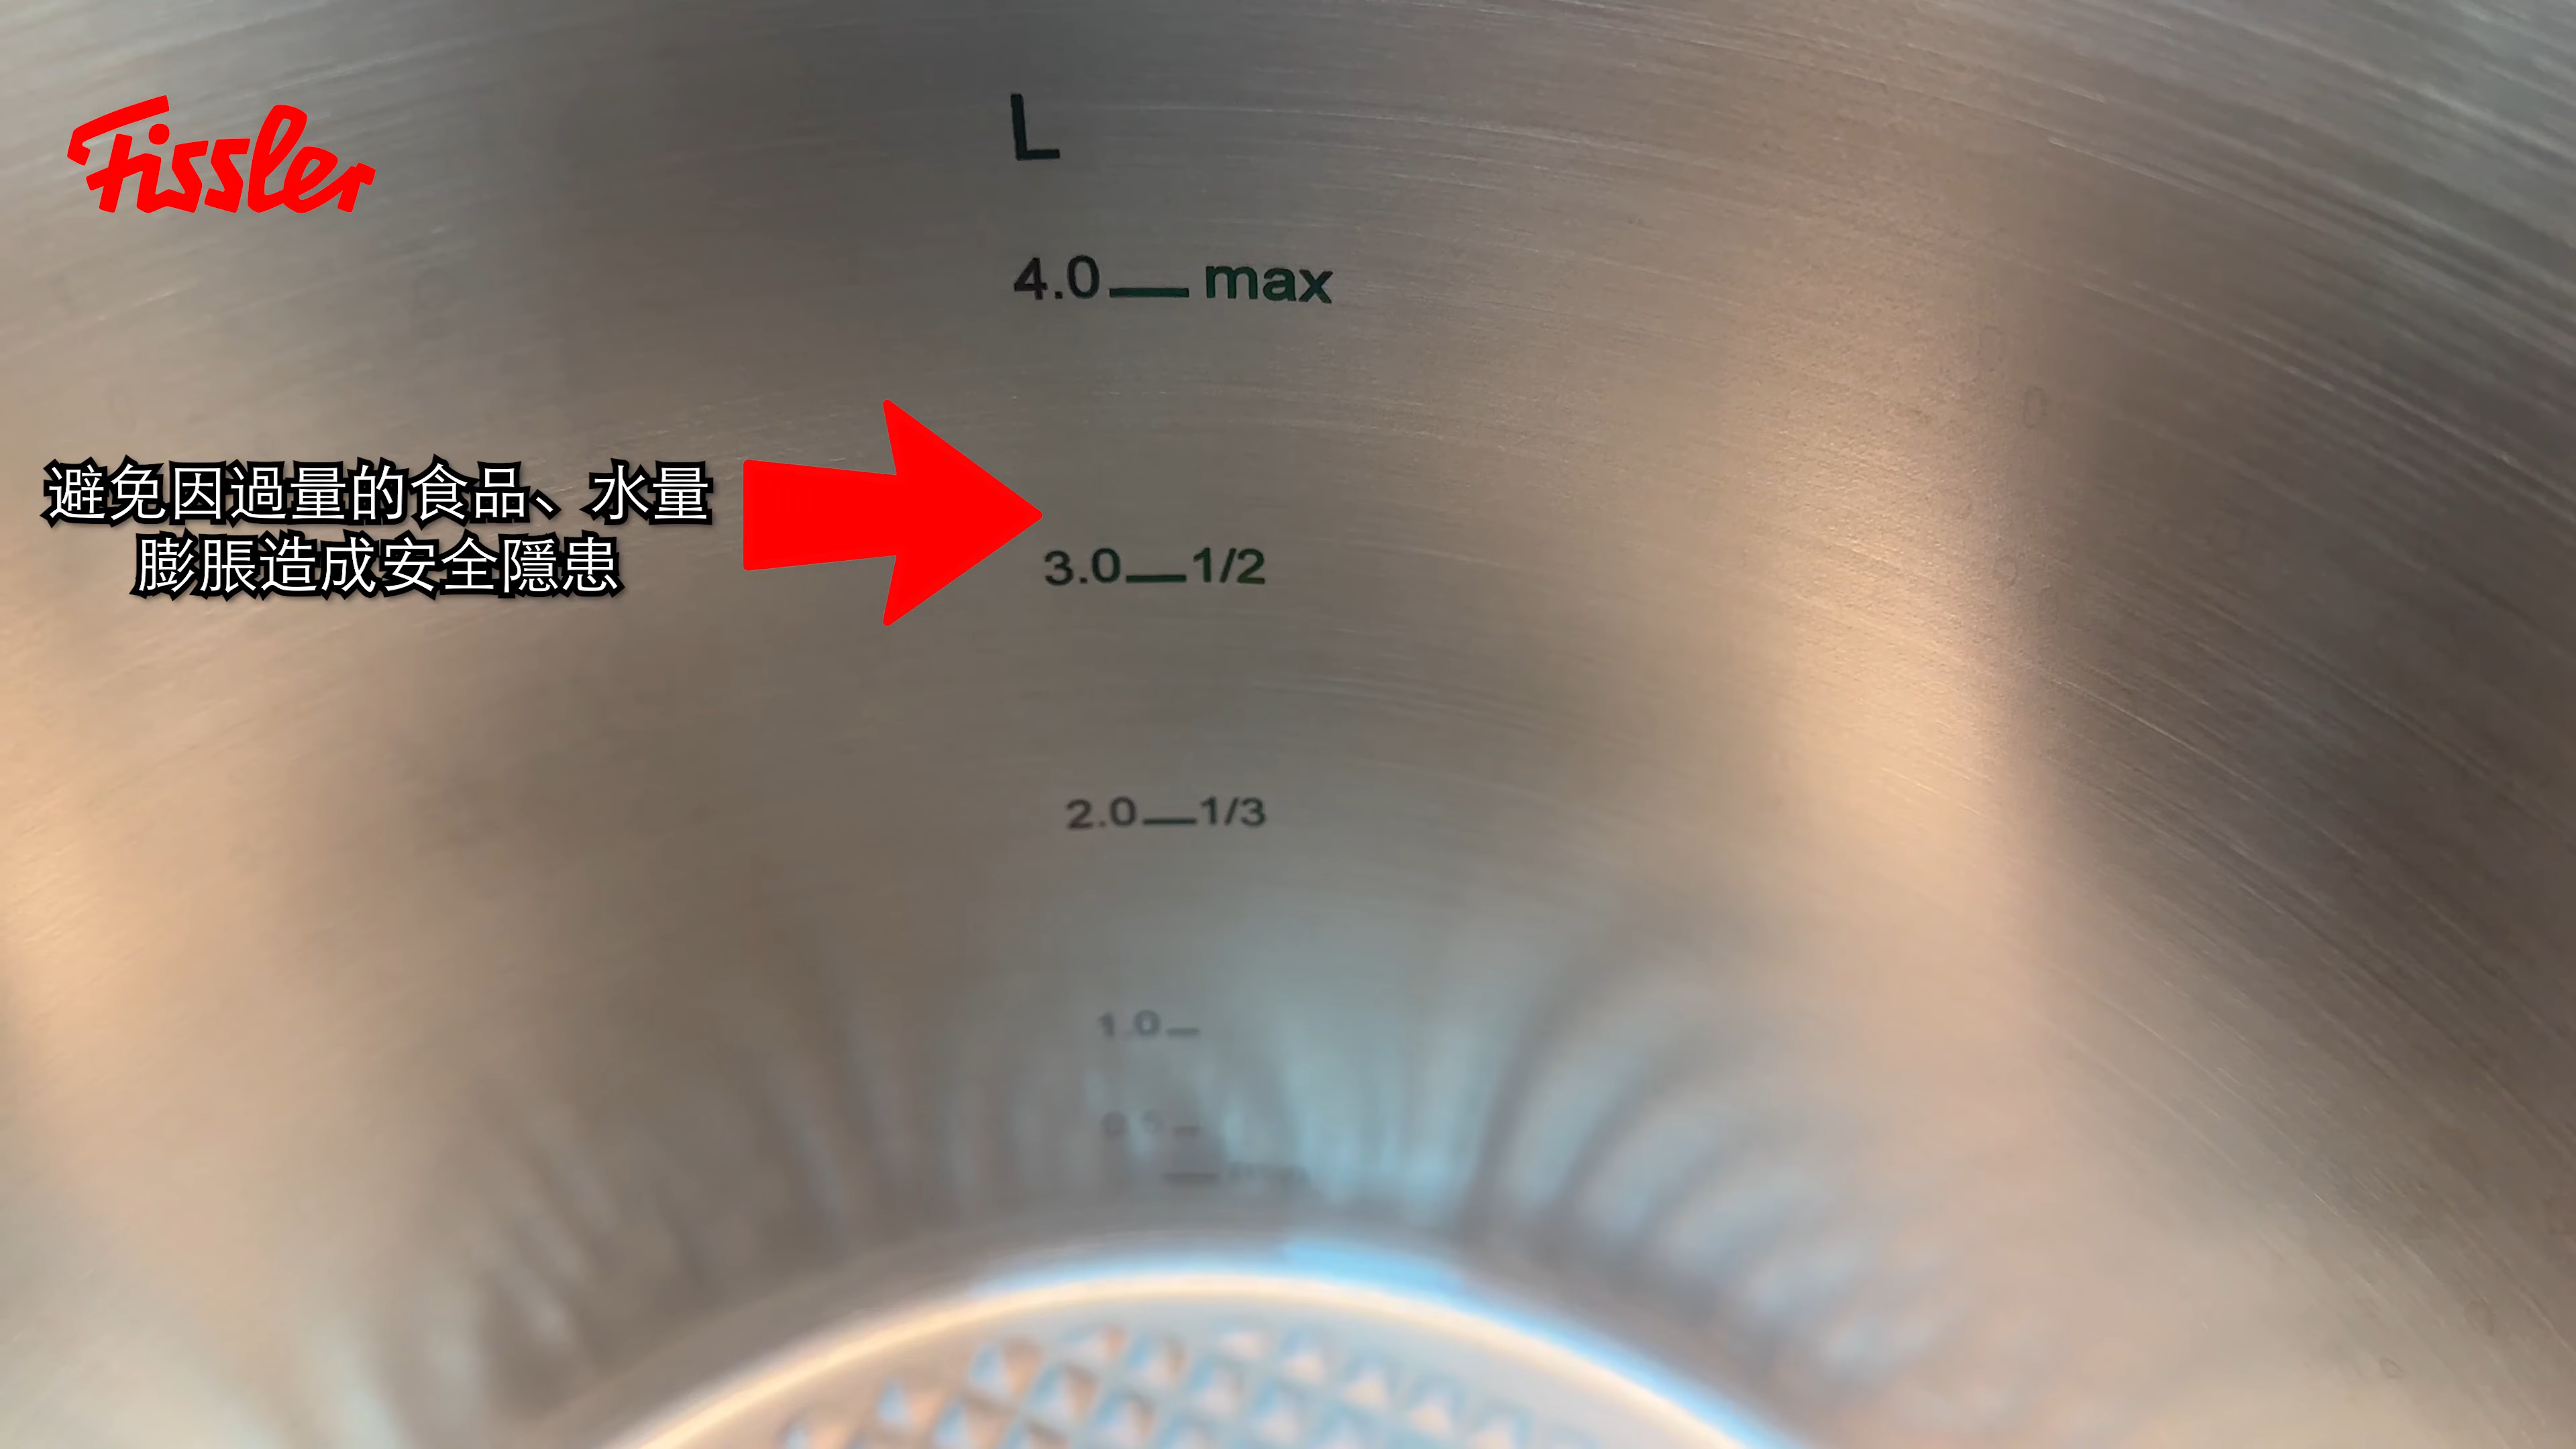 Fissler
L
4.0 — max
避免因過量的食品、水量
膨脹造成安全隱患
3.0 — 1/2
2.0 — 1/3
1.0 —